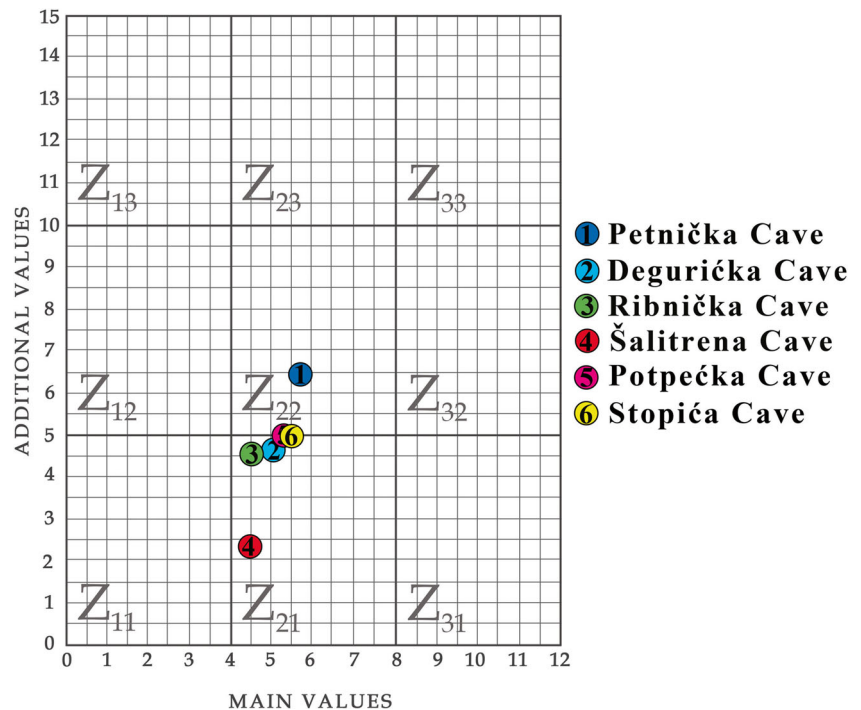 15
14
13
12
11
10
9
8
7
6
5
4
3
2
1
0
ADDITIONAL VALUES
Z13 Z23 Z33
Z12 Z22 Z32
Z11 Z21 Z31
1
5 6
3 2
4
0 1 2 3 4 5 6 7 8 9 10 11 12
MAIN VALUES
1 Petnička Cave
2 Degurićka Cave
3 Ribnička Cave
4 Šalitrena Cave
5 Potpećka Cave
6 Stopića Cave